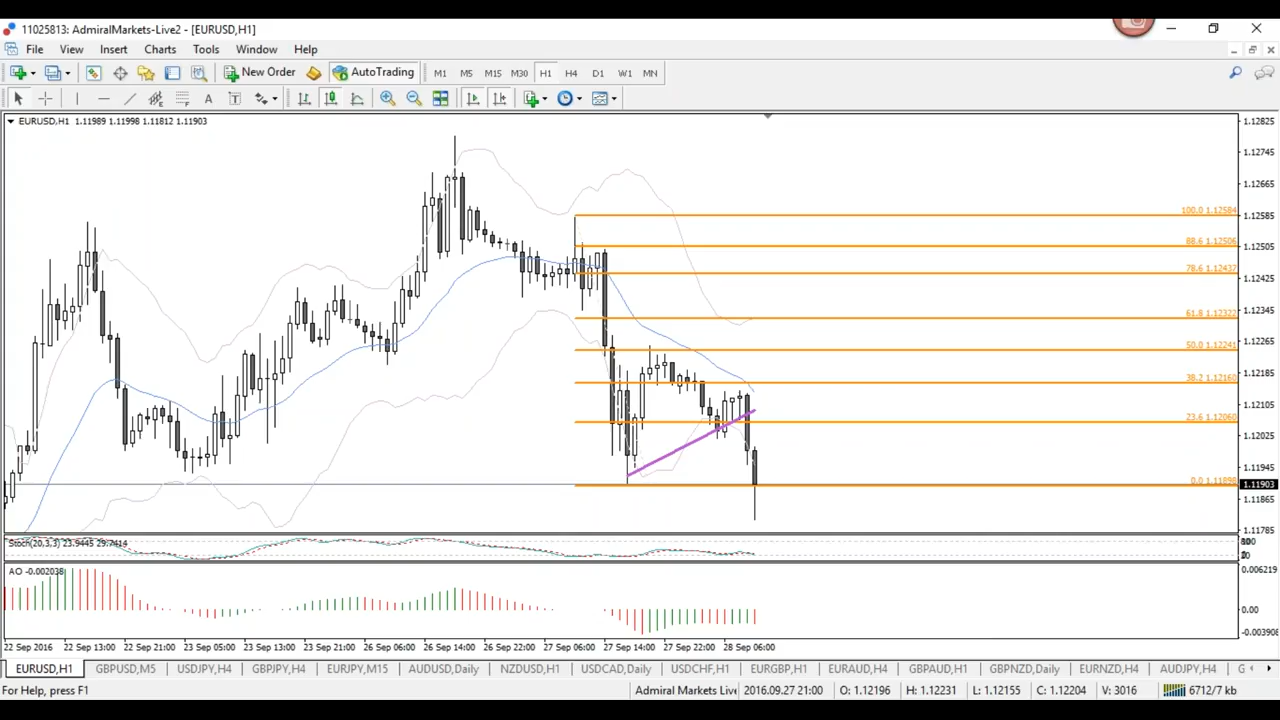 11025813: AdmiralMarkets-Live2 - [EURUSD,H1]
File View Insert Charts Tools Options Window Help
New Order AutoTrading M1 M5 M15 M30 H1 H4 D1 W1 MN
A T
EURUSD,H1 1.11989 1.11998 1.11812 1.11903
1.12825
1.12745
1.12665
1.12585
1.12505
1.12425
1.12345
1.12265
1.12185
1.12105
1.12025
1.11945
1.11903
1.11865
1.11785
100.0 1.12584
88.6 1.12506
78.6 1.12437
61.8 1.12322
50.0 1.12241
38.2 1.12160
23.6 1.12060
0.0 1.11898
Stoch(20,3,3) 23.9445 29.7414
AO -0.002038
0.006219
0.00
-0.003908
22 Sep 2016 22 Sep 13:00 22 Sep 21:00 23 Sep 05:00 23 Sep 13:00 23 Sep 21:00 26 Sep 06:00 26 Sep 14:00 26 Sep 22:00 27 Sep 06:00 27 Sep 14:00 27 Sep 22:00 28 Sep 06:00
EURUSD,H1 GBPUSD,M5 USDJPY,H4 GBPJPY,H4 EURJPY,M15 AUDUSD,Daily NZDUSD,H1 USDCAD,Daily USDCHF,H1 EURGBP,H1 EURAUD,H4 GBPAUD,H1 GBPNZD,Daily EURNZD,H4 AUDJPY,H4 G
For Help, press F1 Admiral Markets Live 2016.09.27 21:00 O: 1.12196 H: 1.12231 L: 1.12155 C: 1.12204 V: 3016 6712/7 kb